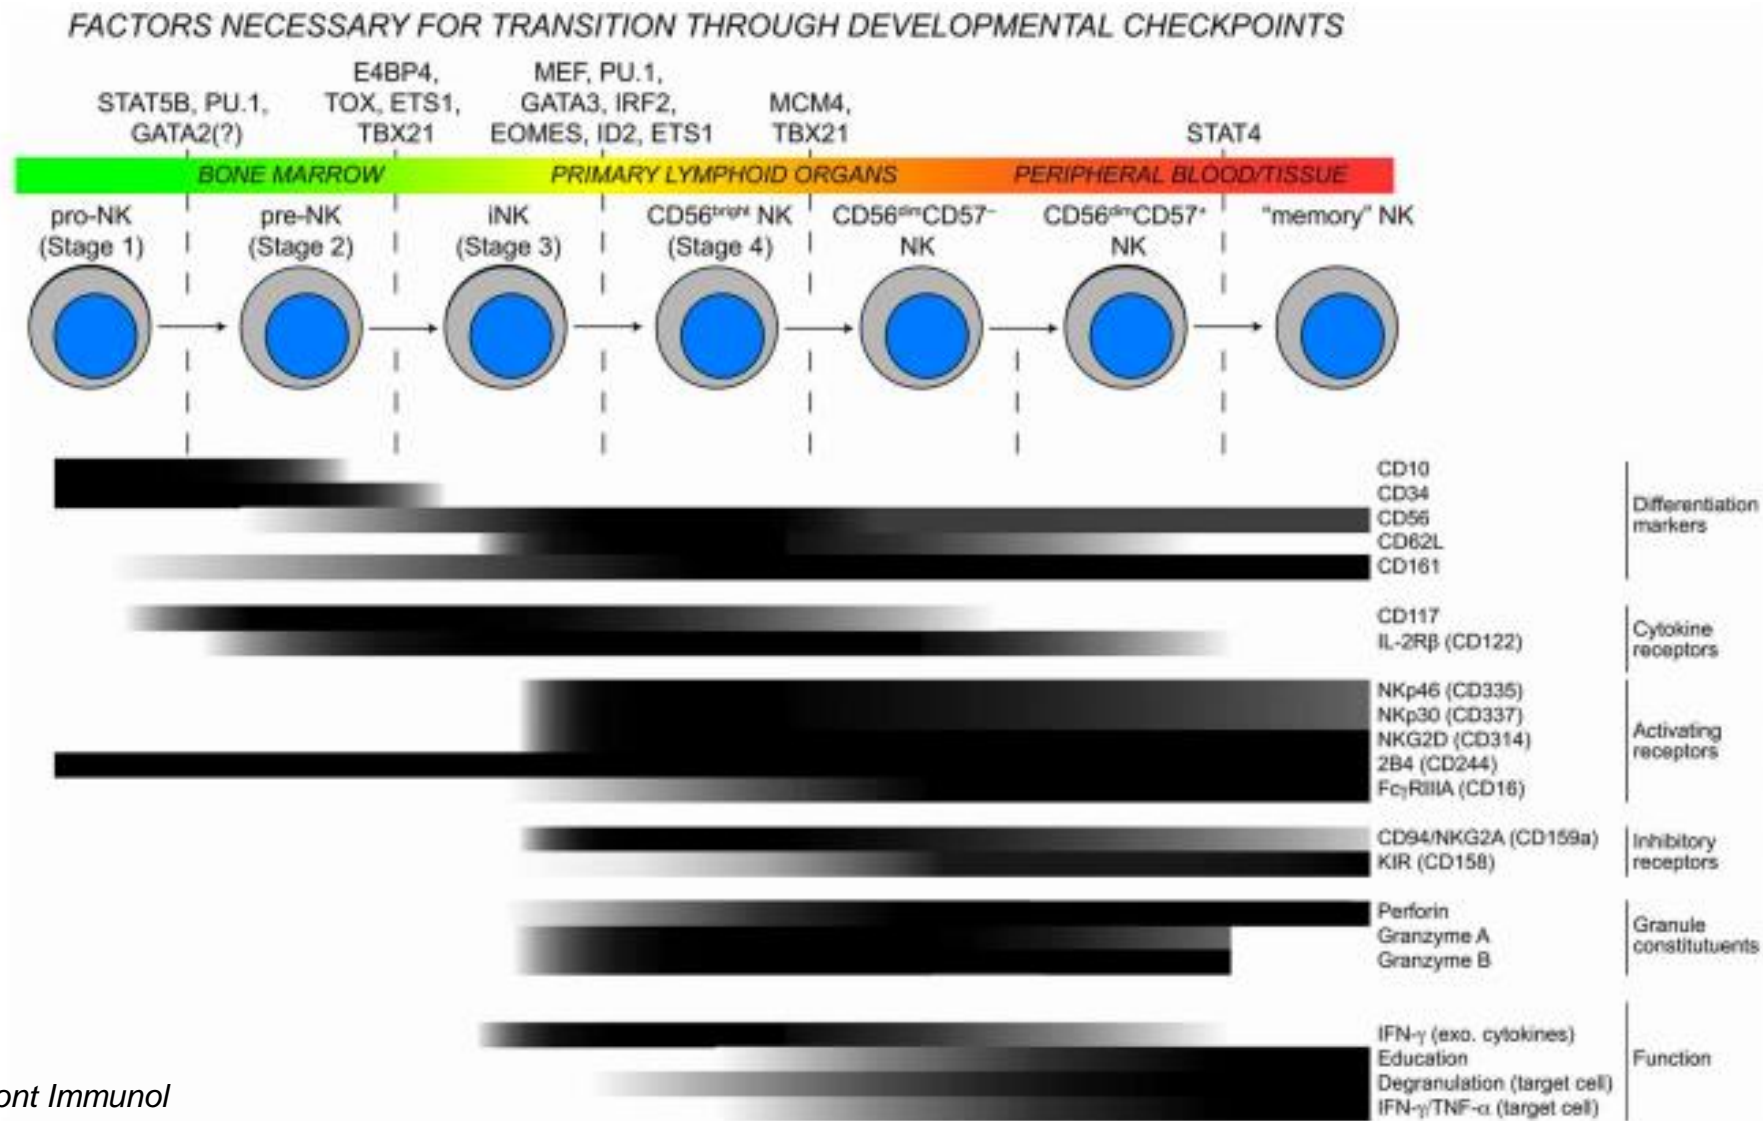 FACTORS NECESSARY FOR TRANSITION THROUGH DEVELOPMENTAL CHECKPOINTS
STAT5B, PU.1,
GATA2(?)
E4BP4,
TOX, ETS1,
TBX21
MEF, PU.1,
GATA3, IRF2,
EOMES, ID2, ETS1
MCM4,
TBX21
STAT4
BONE MARROW
PRIMARY LYMPHOID ORGANS
PERIPHERAL BLOOD/TISSUE
pro-NK
(Stage 1)
pre-NK
(Stage 2)
iNK
(Stage 3)
CD56ᵇʳⁱᵍʰᵗ NK
(Stage 4)
CD56ᵈⁱᵐCD57⁻
NK
CD56ᵈⁱᵐCD57⁺
NK
“memory” NK
CD10
CD34
CD56
CD62L
CD161
Differentiation
markers
CD117
IL-2Rβ (CD122)
Cytokine
receptors
NKp46 (CD335)
NKp30 (CD337)
NKG2D (CD314)
2B4 (CD244)
FcγRIIIA (CD16)
Activating
receptors
CD94/NKG2A (CD159a)
KIR (CD158)
Inhibitory
receptors
Perforin
Granzyme A
Granzyme B
Granule
constitutuents
IFN-γ (exo. cytokines)
Education
Degranulation (target cell)
IFN-γ/TNF-α (target cell)
Function
ont Immunol